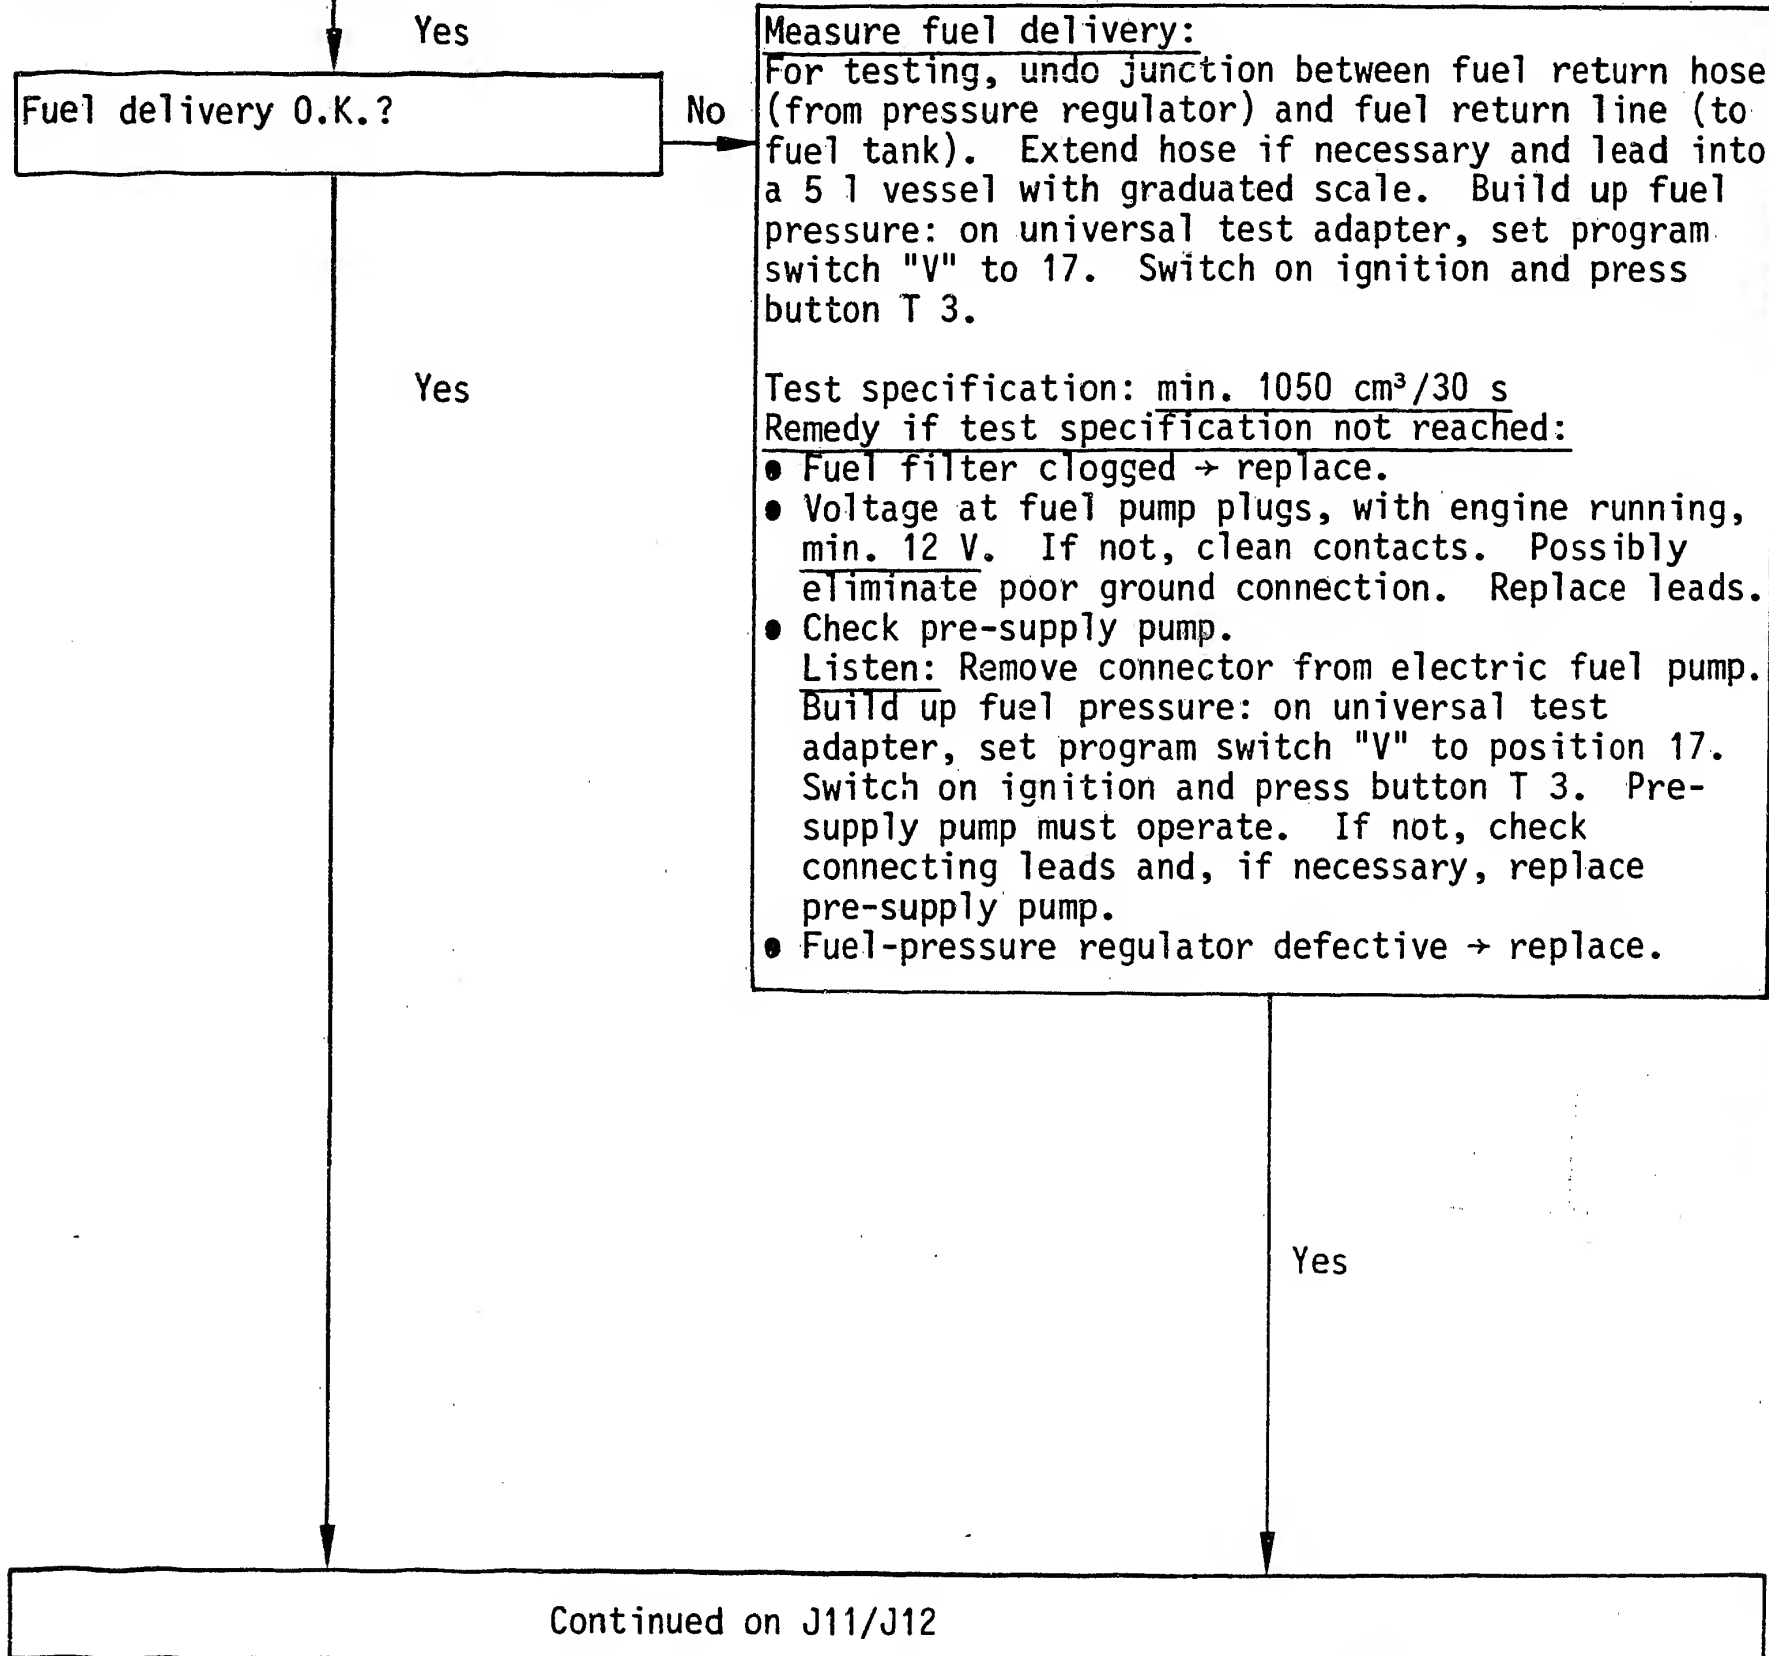 Yes
Fuel delivery O.K.?
No
Measure fuel delivery:
For testing, undo junction between fuel return hose
(from pressure regulator) and fuel return line (to
fuel tank). Extend hose if necessary and lead into
a 5 l vessel with graduated scale. Build up fuel
pressure: on universal test adapter, set program
switch "V" to 17. Switch on ignition and press
button T 3.
Yes
Test specification: min. 1050 cm³/30 s
Remedy if test specification not reached:
● Fuel filter clogged → replace.
● Voltage at fuel pump plugs, with engine running,
min. 12 V. If not, clean contacts. Possibly
eliminate poor ground connection. Replace leads.
● Check pre-supply pump.
Listen: Remove connector from electric fuel pump.
Build up fuel pressure: on universal test
adapter, set program switch "V" to position 17.
Switch on ignition and press button T 3. Pre-
supply pump must operate. If not, check
connecting leads and, if necessary, replace
pre-supply pump.
● Fuel-pressure regulator defective → replace.
Yes
Continued on J11/J12